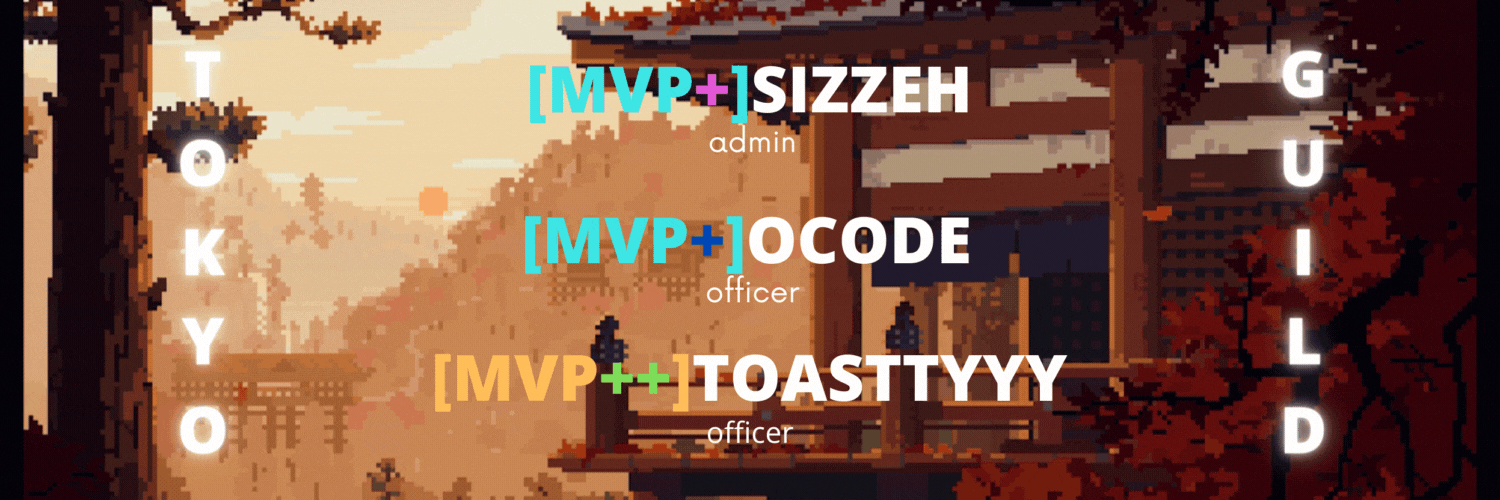 TOKYO
[MVP+]SIZZEH
admin
[MVP+]OCODE
officer
[MVP++]TOASTTYYY
officer
GUILD